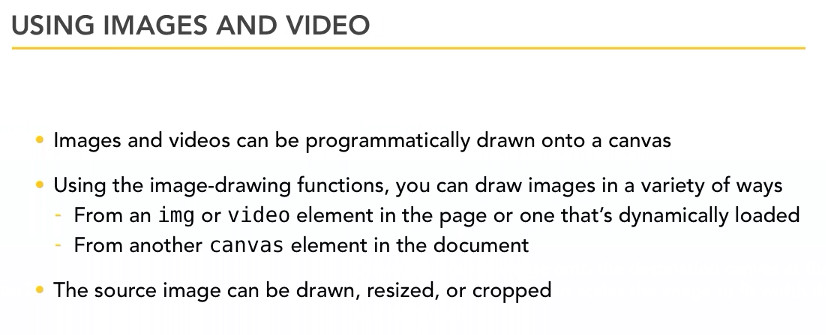 USING IMAGES AND VIDEO
• Images and videos can be programmatically drawn onto a canvas
• Using the image-drawing functions, you can draw images in a variety of ways
- From an img or video element in the page or one that’s dynamically loaded
- From another canvas element in the document
• The source image can be drawn, resized, or cropped